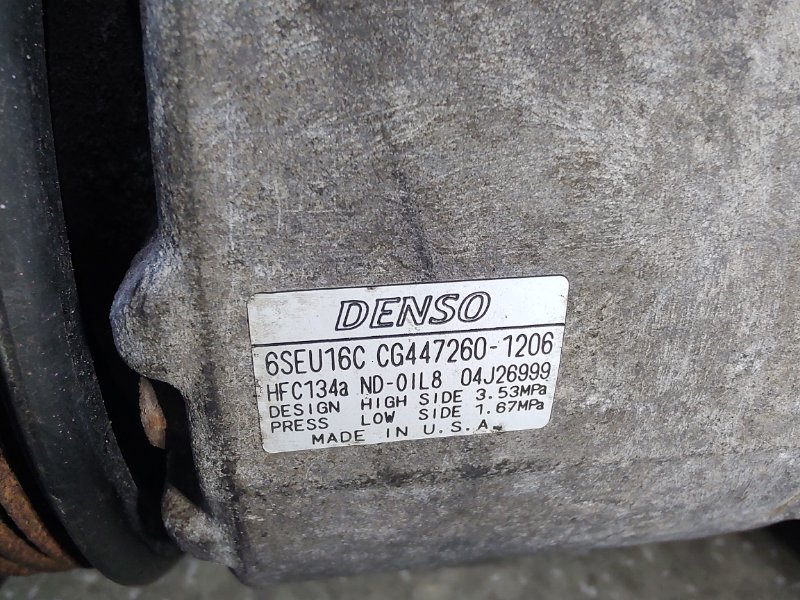 DENSO
6SEU16C CG447260-1206
HFC134a ND-OIL8 04J26999
DESIGN HIGH SIDE 3.53MPa
PRESS LOW SIDE 1.67MPa
MADE IN U.S.A.